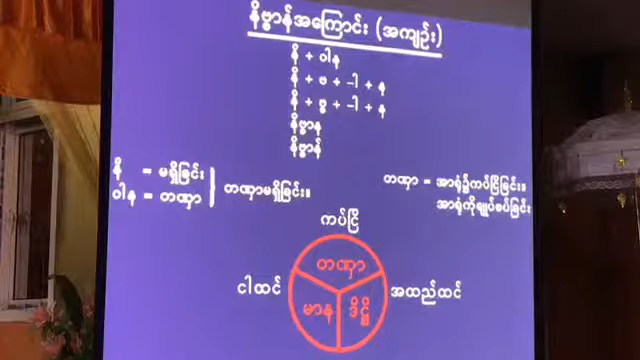 နိဗ္ဗာန်အကြောင်း (အကျဉ်း)
နိ + ဝါန
နိ + ဗ + -ါ + န
နိ + ဗ္ဗ + -ါ + န
နိဗ္ဗာန
နိဗ္ဗာန်
နိ = မရှိခြင်း
ဝါန = တဏှာ
တဏှာမရှိခြင်း။
တဏှာ = အာရုံ၌ကပ်ငြိခြင်း။
အာရုံကိုချုပ်စပ်ခြင်း
ကပ်ငြိ
တဏှာ
ငါထင်
မာန
ဒိဋ္ဌိ
အထည်ထင်